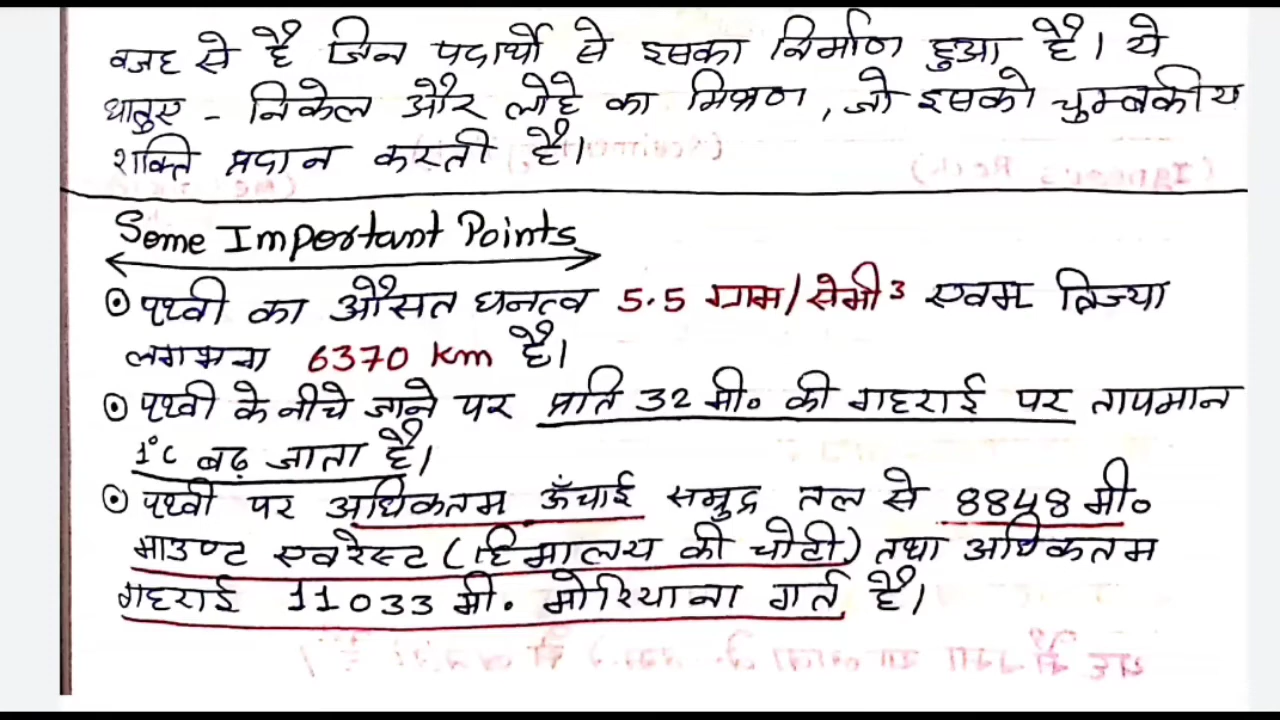 वजह से है जिन पदार्थो से इसका निर्माण हुआ है। ये
धातुए - निकेल और लोहे का मिश्रण, जो इसको चुम्बकीय
शक्ति प्रदान करती है।
Some Important Points
⊙ पृथ्वी का औसत घनत्व 5.5 ग्राम/सेमी³ एवम त्रिज्या
लगभग 6370 km है।
⊙ पृथ्वी के नीचे जाने पर प्रति 32 मी० की गहराई पर तापमान
1°C बढ़ जाता है।
⊙ पृथ्वी पर अधिकतम ऊँचाई समुद्र तल से 8848 मी०
माउण्ट एवरेस्ट (हिमालय की चोटी) तथा अधिकतम
गहराई 11033 मी. मोरियाना गर्त है।